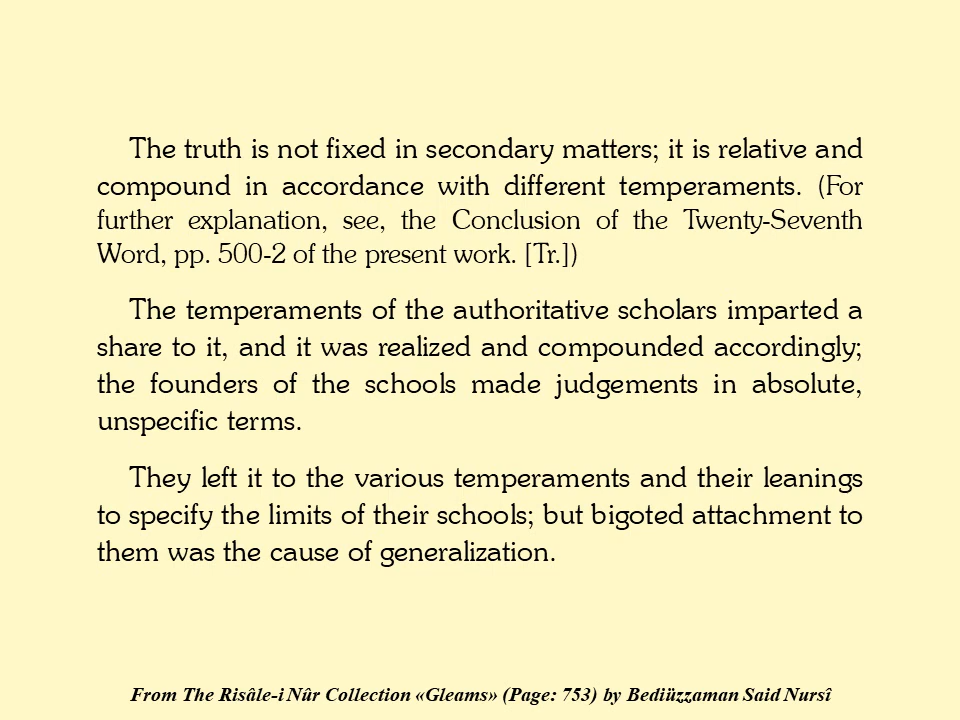 The truth is not fixed in secondary matters; it is relative and
compound in accordance with different temperaments. (For
further explanation, see, the Conclusion of the Twenty-Seventh
Word, pp. 500-2 of the present work. [Tr.])
The temperaments of the authoritative scholars imparted a
share to it, and it was realized and compounded accordingly;
the founders of the schools made judgements in absolute,
unspecific terms.
They left it to the various temperaments and their leanings
to specify the limits of their schools; but bigoted attachment to
them was the cause of generalization.
From The Risâle-i Nûr Collection «Gleams» (Page: 753) by Bediüzzaman Said Nursî